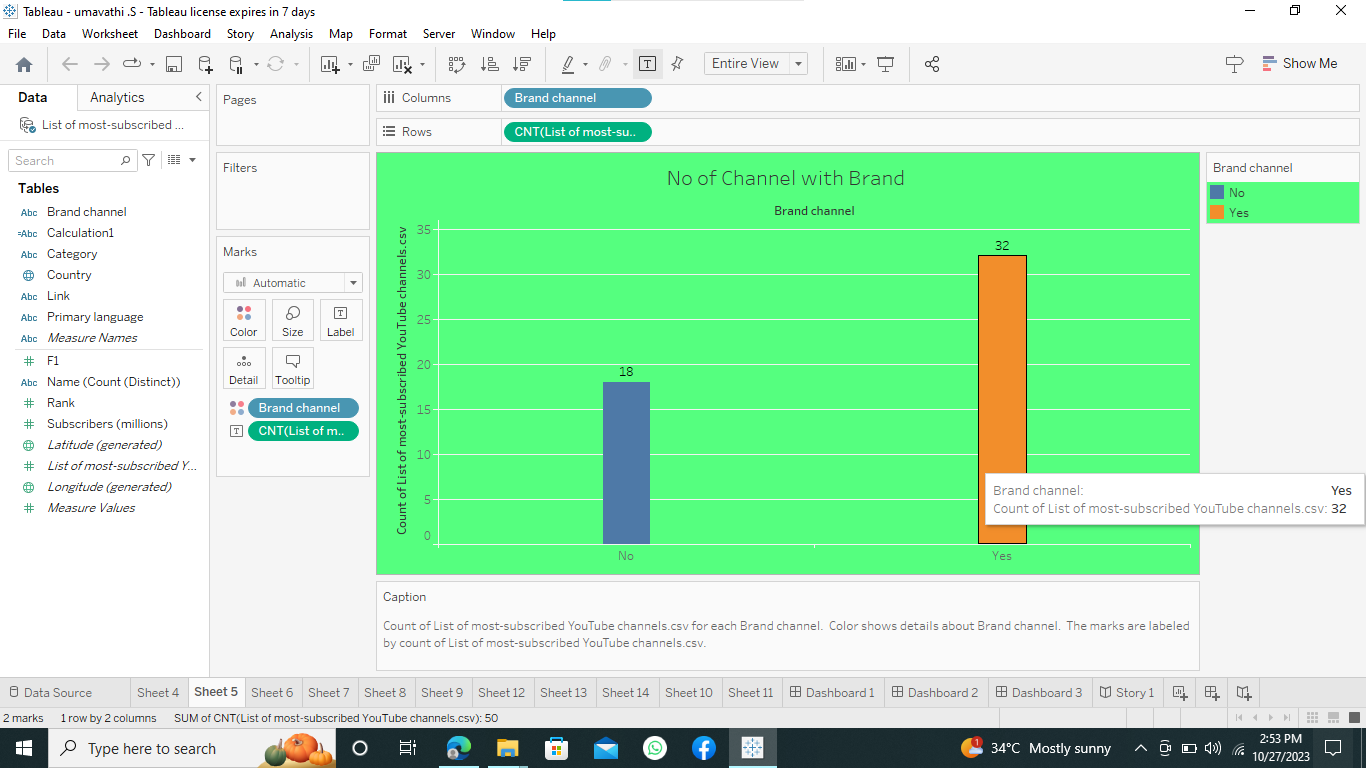 Tableau - umavathi .S - Tableau license expires in 7 days
File Data Worksheet Dashboard Story Analysis Map Format Server Window Help
Entire View
Show Me
Data Analytics
List of most-subscribed ...
Search
Tables
Abc Brand channel
=Abc Calculation1
Abc Category
Country
Abc Link
Abc Primary language
Abc Measure Names
# F1
Abc Name (Count (Distinct))
# Rank
# Subscribers (millions)
Latitude (generated)
# List of most-subscribed Y...
Longitude (generated)
# Measure Values
Pages
Filters
Marks
Automatic
Color Size Label
Detail Tooltip
Brand channel
CNT(List of m..
Columns Brand channel
Rows CNT(List of most-su..
No of Channel with Brand
Brand channel
Count of List of most-subscribed YouTube channels.csv
35
30
25
20
15
10
5
0
18
32
No Yes
Brand channel: Yes
Count of List of most-subscribed YouTube channels.csv: 32
Brand channel
No
Yes
Caption
Count of List of most-subscribed YouTube channels.csv for each Brand channel. Color shows details about Brand channel. The marks are labeled
by count of List of most-subscribed YouTube channels.csv.
Data Source Sheet 4 Sheet 5 Sheet 6 Sheet 7 Sheet 8 Sheet 9 Sheet 12 Sheet 13 Sheet 14 Sheet 10 Sheet 11 Dashboard 1 Dashboard 2 Dashboard 3 Story 1
2 marks 1 row by 2 columns SUM of CNT(List of most-subscribed YouTube channels.csv): 50
Type here to search
1
34°C Mostly sunny
2:53 PM
10/27/2023